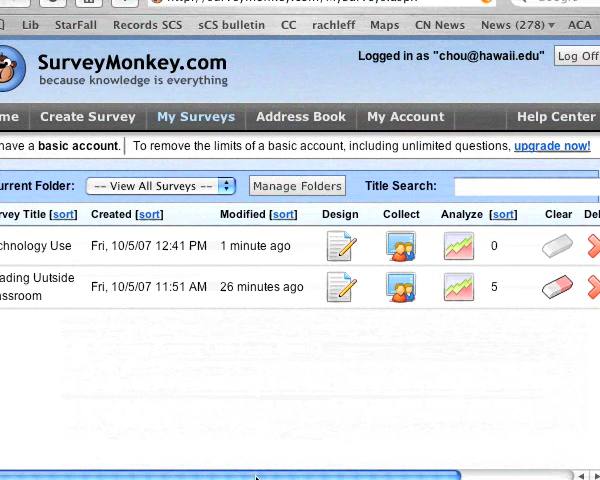 Lib StarFall Records SCS sCS bulletin CC rachleff Maps CN News News (278) ACA
SurveyMonkey.com
because knowledge is everything
Logged in as "chou@hawaii.edu" Log Off
me Create Survey My Surveys Address Book My Account Help Center
have a basic account. To remove the limits of a basic account, including unlimited questions, upgrade now!
urrent Folder: -- View All Surveys -- Manage Folders Title Search:
rvey Title [sort] Created [sort] Modified [sort] Design Collect Analyze [sort] Clear Del
chnology Use Fri, 10/5/07 12:41 PM 1 minute ago 0
ading Uutside
assroom Fri, 10/5/07 11:51 AM 26 minutes ago 5